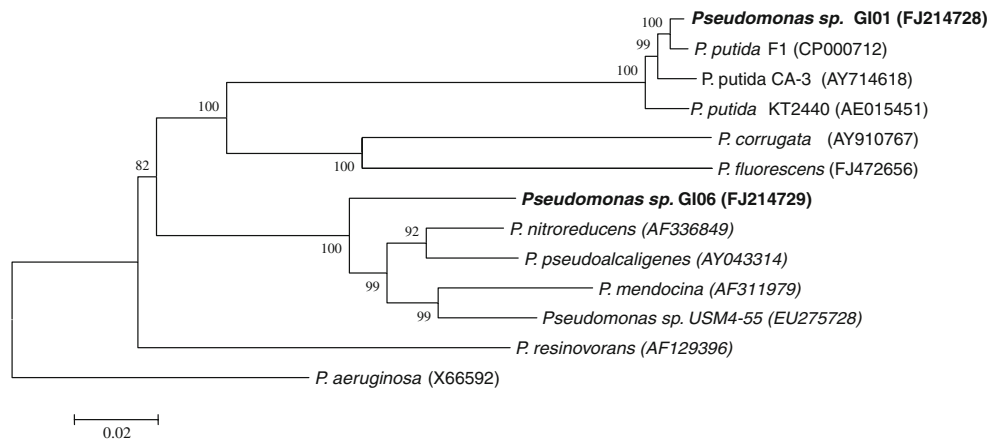 100
Pseudomonas sp. GI01 (FJ214728)
99
P. putida F1 (CP000712)
100
P. putida CA-3 (AY714618)
P. putida KT2440 (AE015451)
100
P. corrugata (AY910767)
100
P. fluorescens (FJ472656)
82
Pseudomonas sp. GI06 (FJ214729)
100
92
P. nitroreducens (AF336849)
P. pseudoalcaligenes (AY043314)
99
P. mendocina (AF311979)
99
Pseudomonas sp. USM4-55 (EU275728)
P. resinovorans (AF129396)
P. aeruginosa (X66592)
0.02